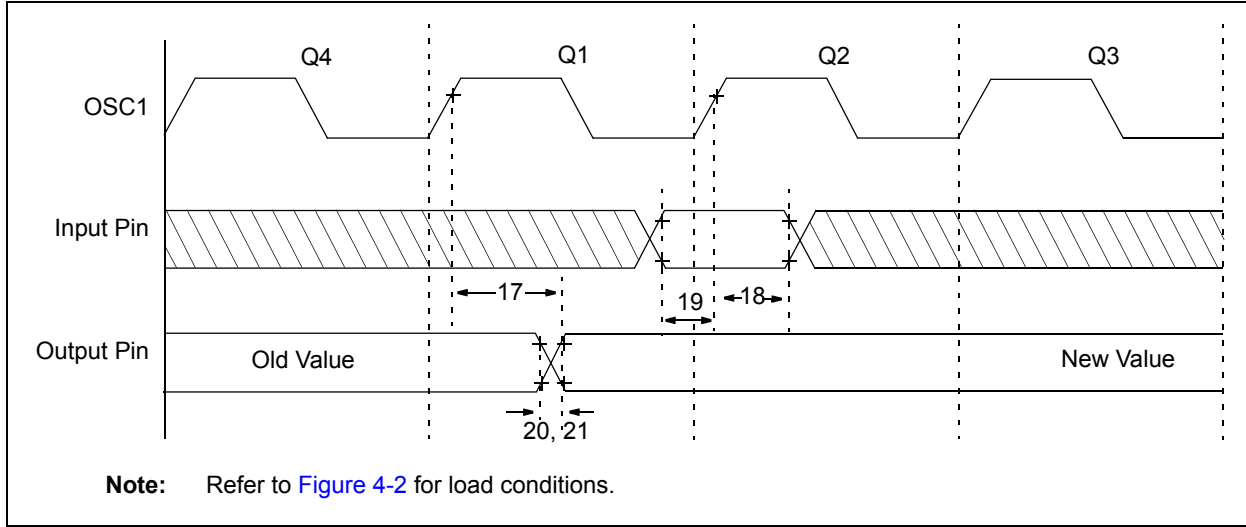 Q4 Q1 Q2 Q3
OSC1
Input Pin
17 19 18
Output Pin
Old Value New Value
20, 21
Note: Refer to Figure 4-2 for load conditions.